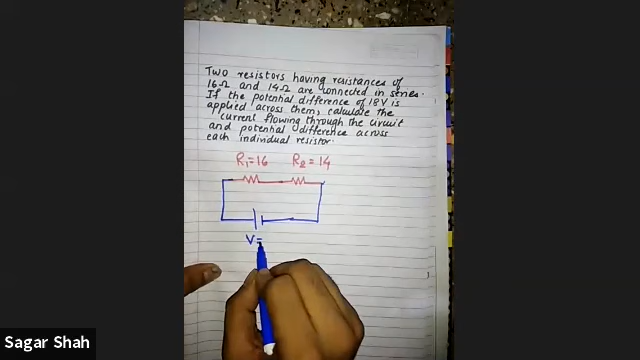 Two resistors having resistances of
16Ω and 14Ω are connected in series.
If the potential difference of 18V is
applied across them, calculate the
current flowing through the circuit
and potential difference across
each individual resistor.
R₁=16 R₂=14
V=
Sagar Shah